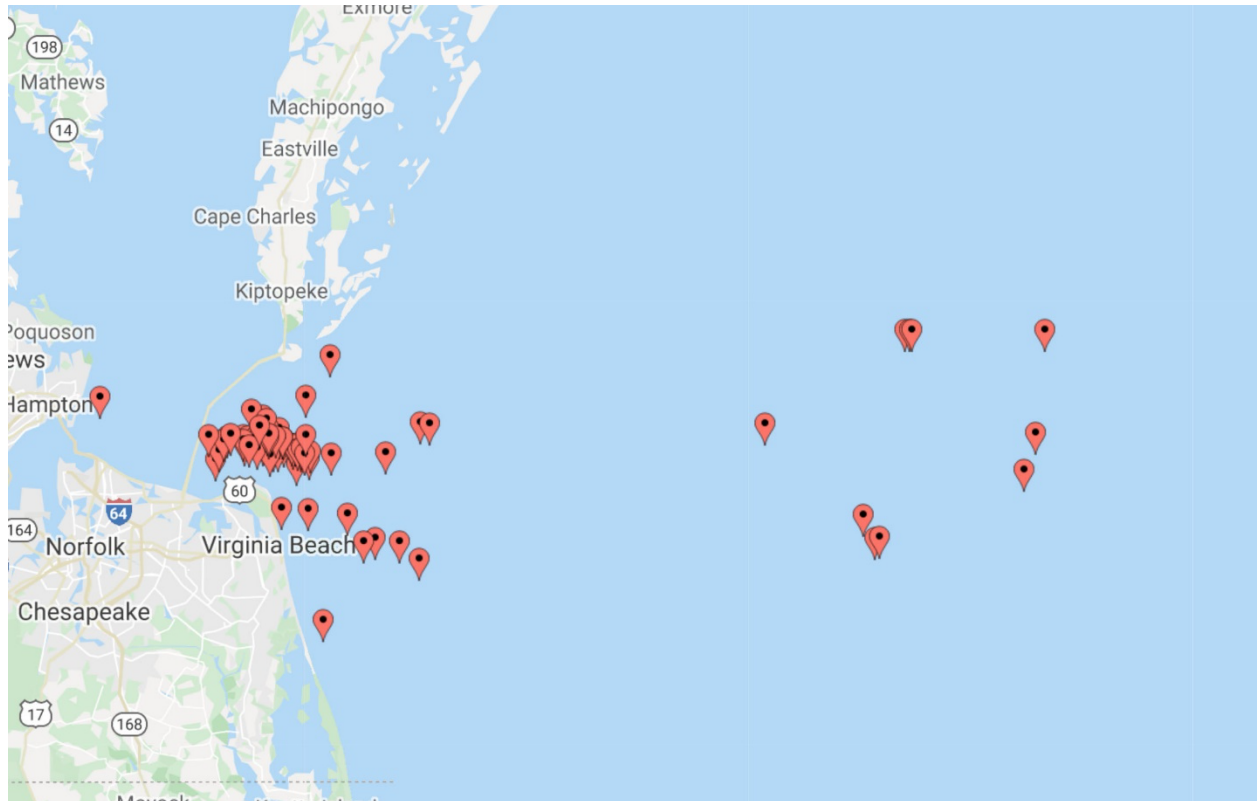 Exmore
198
Mathews
Machipongo
14
Eastville
Cape Charles
Kiptopeke
Poquoson
ews
Hampton
60
64
164
Norfolk
Virginia Beach
Chesapeake
17
168